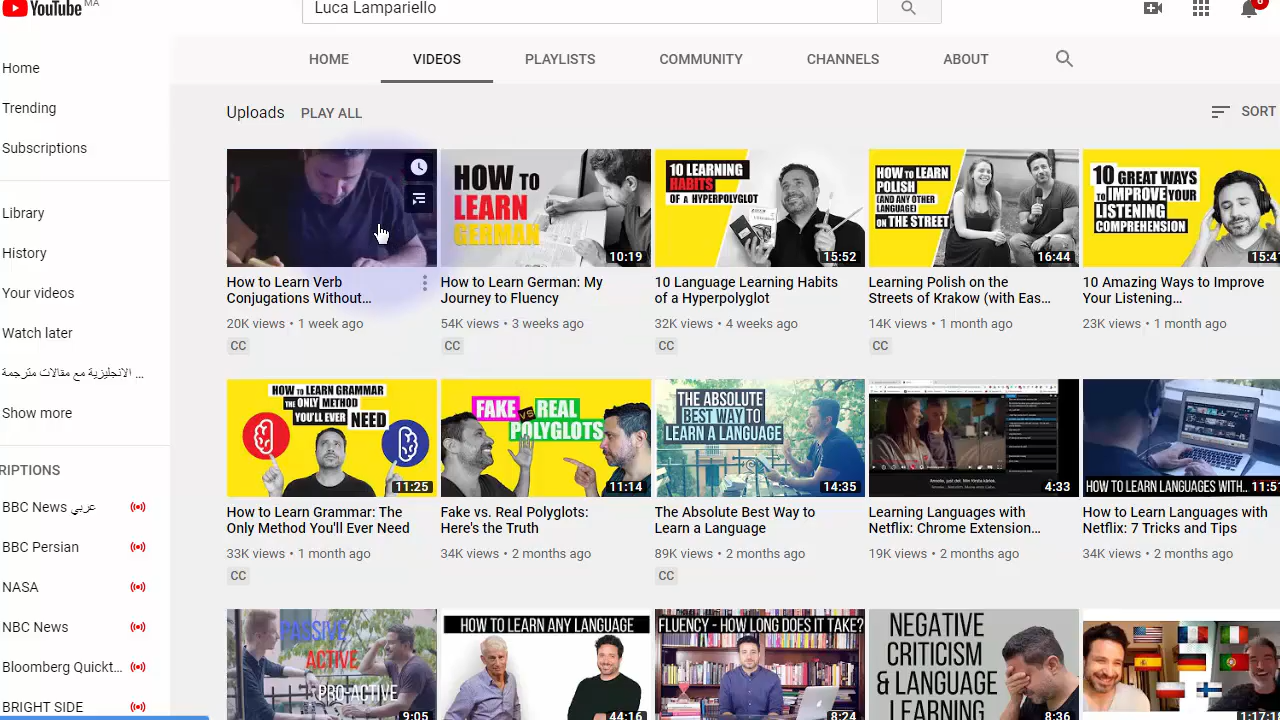 YouTube MA
Luca Lampariello
HOME
VIDEOS
PLAYLISTS
COMMUNITY
CHANNELS
ABOUT
Home
Trending
Subscriptions
Library
History
Your videos
Watch later
... الانجليزية مع مقالات مترجمة
Show more
RIPTIONS
BBC News عربي
BBC Persian
NASA
NBC News
Bloomberg Quickt...
BRIGHT SIDE
Uploads PLAY ALL
SORT
How to Learn Verb
Conjugations Without...
20K views • 1 week ago
CC
HOW TO
LEARN
GERMAN
10:19
How to Learn German: My
Journey to Fluency
54K views • 3 weeks ago
CC
10 LEARNING
HABITS
OF A HYPERPOLYGLOT
15:52
10 Language Learning Habits
of a Hyperpolyglot
32K views • 4 weeks ago
CC
HOW TO LEARN
POLISH
(AND ANY OTHER
LANGUAGE)
ON THE STREET
16:44
Learning Polish on the
Streets of Krakow (with Eas...
14K views • 1 month ago
CC
10 GREAT WAYS
TO IMPROVE YOUR
LISTENING
COMPREHENSION
15:41
10 Amazing Ways to Improve
Your Listening...
23K views • 1 month ago
HOW TO LEARN GRAMMAR
THE ONLY METHOD
YOU'LL EVER
NEED
11:25
How to Learn Grammar: The
Only Method You'll Ever Need
33K views • 1 month ago
CC
FAKE VS REAL
POLYGLOTS
11:14
Fake vs. Real Polyglots:
Here's the Truth
34K views • 2 months ago
THE ABSOLUTE
BEST WAY TO
LEARN A LANGUAGE
14:35
The Absolute Best Way to
Learn a Language
89K views • 2 months ago
CC
4:33
Learning Languages with
Netflix: Chrome Extension...
19K views • 2 months ago
HOW TO LEARN LANGUAGES WITH..
11:51
How to Learn Languages with
Netflix: 7 Tricks and Tips
34K views • 2 months ago
PASSIVE
ACTIVE
PRO-ACTIVE
9:05
HOW TO LEARN ANY LANGUAGE
44:16
FLUENCY - HOW LONG DOES IT TAKE?
8:24
NEGATIVE
CRITICISM
& LANGUAGE
LEARNING
8:36
1:17:1